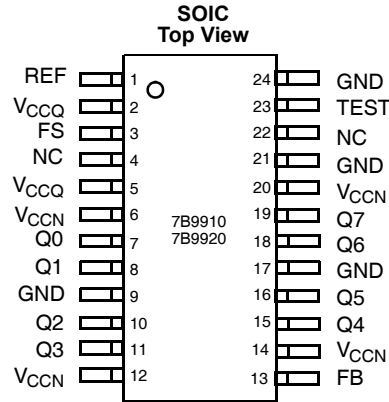 SOIC
Top View
REF 1 24 GND
VCCQ 2 23 TEST
FS 3 22 NC
NC 4 21 GND
VCCQ 5 20 VCCN
VCCN 6 19 Q7
7B9910
Q0 7 18 Q6
7B9920
Q1 8 17 GND
GND 9 16 Q5
Q2 10 15 Q4
Q3 11 14 VCCN
VCCN 12 13 FB